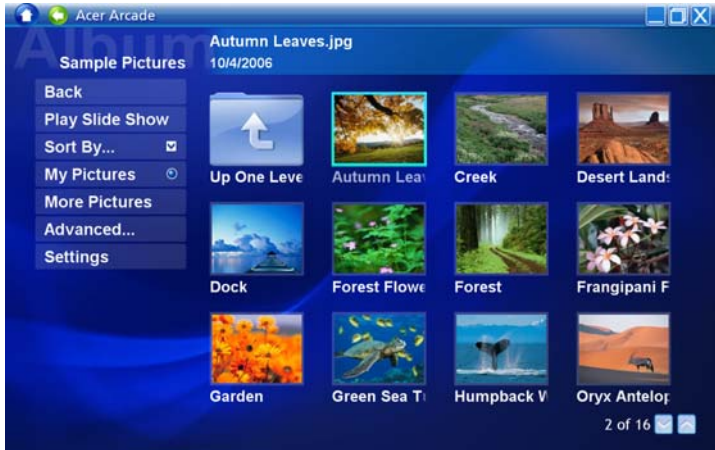 Acer Arcade
Album
Sample Pictures
Autumn Leaves.jpg
10/4/2006
Back
Play Slide Show
Sort By...
My Pictures
More Pictures
Advanced...
Settings
Up One Leve
Autumn Leav
Creek
Desert Lands
Dock
Forest Flowe
Forest
Frangipani F
Garden
Green Sea Tu
Humpback W
Oryx Antelop
2 of 16